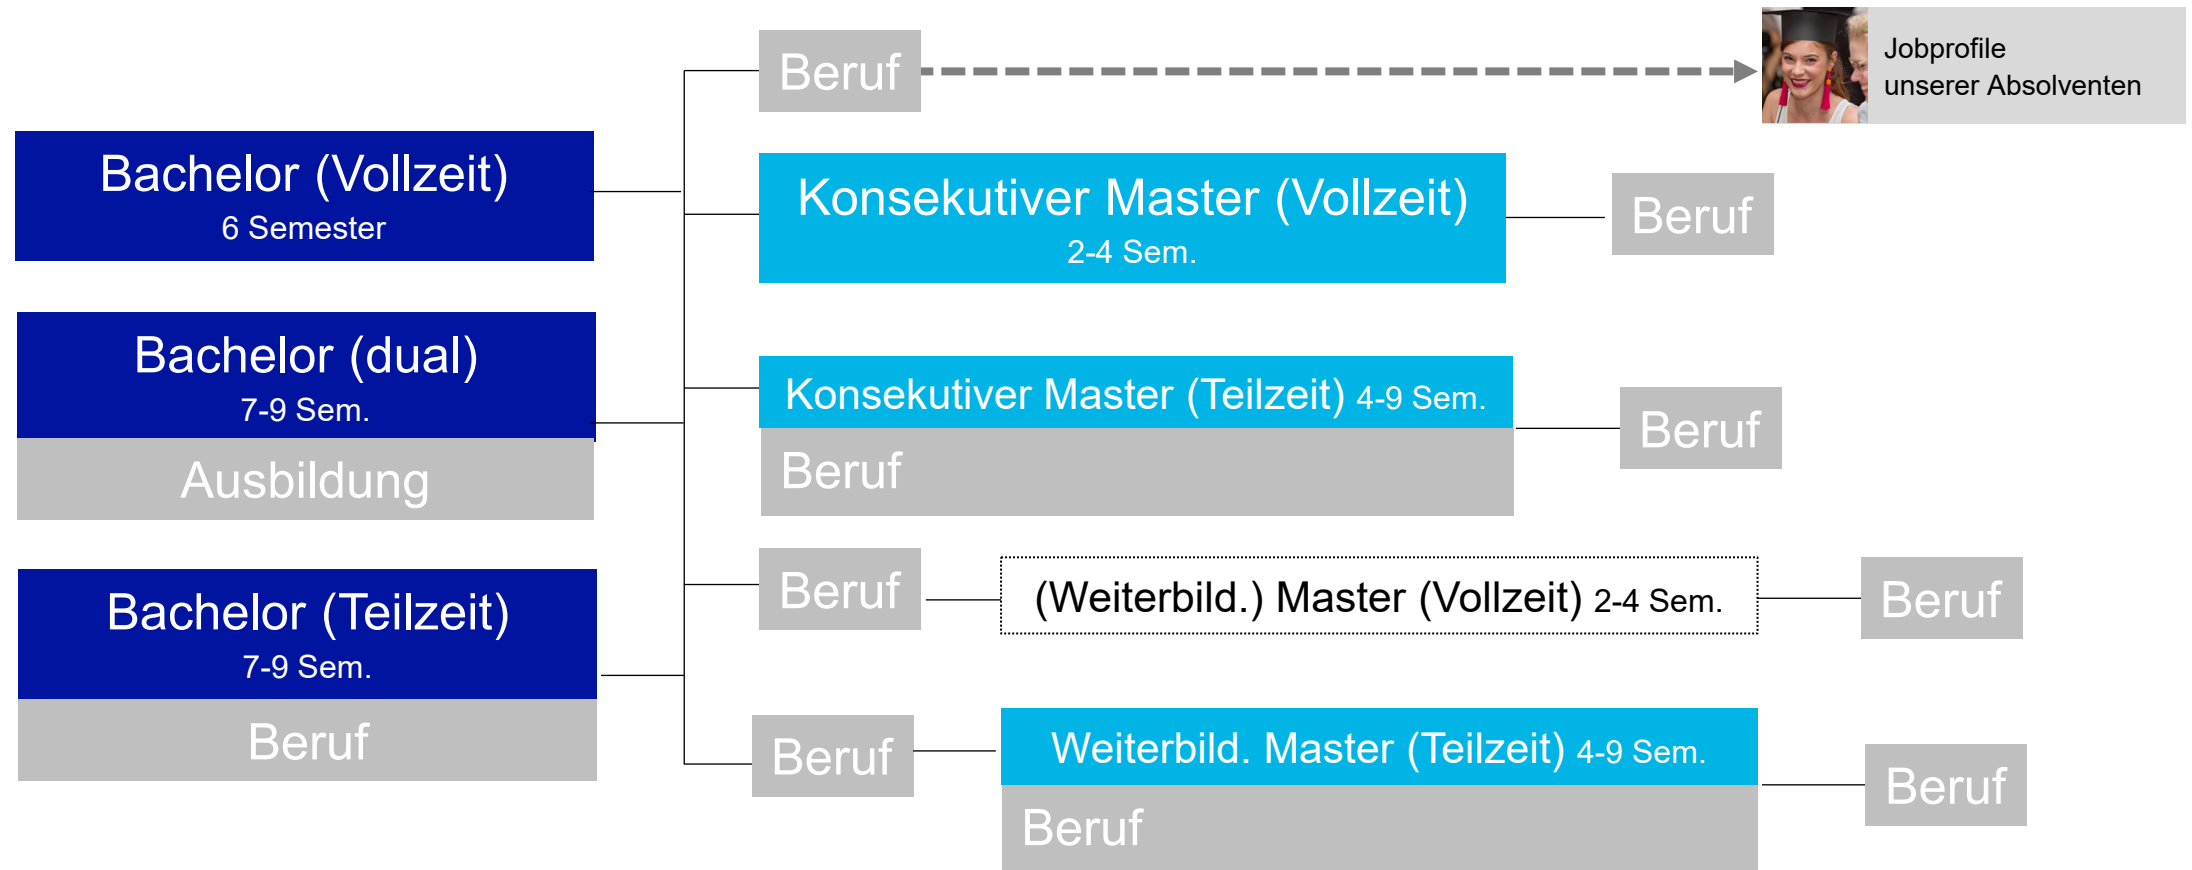 Bachelor (Vollzeit)
6 Semester
Bachelor (dual)
7-9 Sem.
Ausbildung
Bachelor (Teilzeit)
7-9 Sem.
Beruf
Beruf
Jobprofile
unserer Absolventen
Konsekutiver Master (Vollzeit)
2-4 Sem.
Beruf
Konsekutiver Master (Teilzeit) 4-9 Sem.
Beruf
Beruf
Beruf
(Weiterbild.) Master (Vollzeit) 2-4 Sem.
Beruf
Beruf
Weiterbild. Master (Teilzeit) 4-9 Sem.
Beruf
Beruf